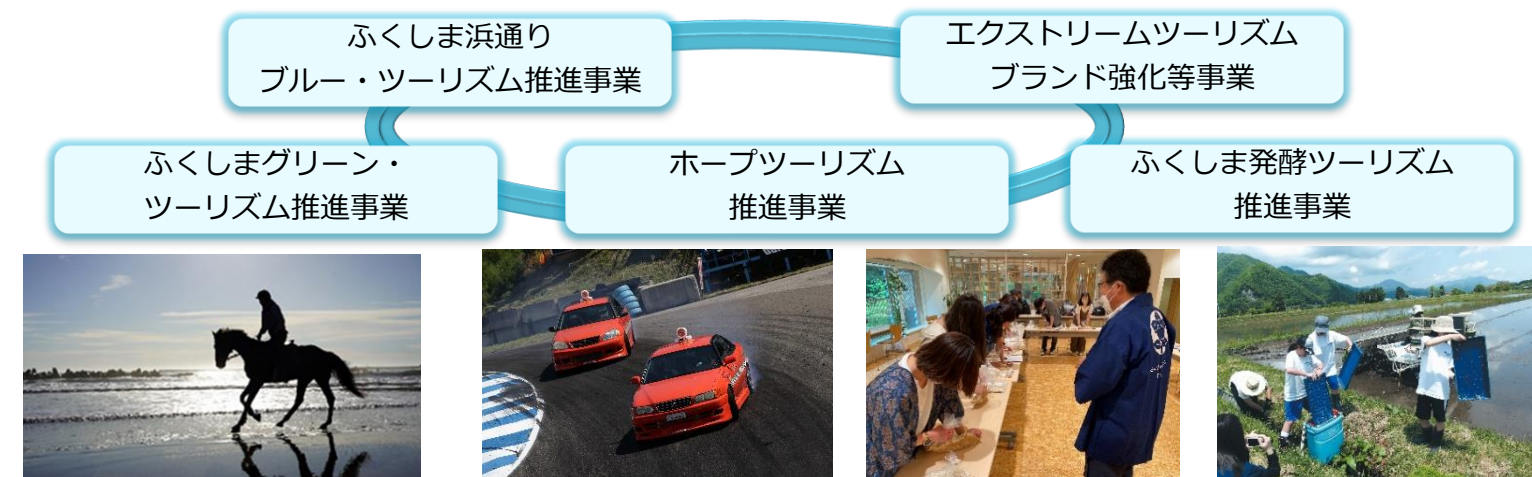 ふくしま浜通り
ブルー・ツーリズム推進事業
エクストリームツーリズム
ブランド強化等事業
ふくしまグリーン・
ツーリズム推進事業
ホープツーリズム
推進事業
ふくしま発酵ツーリズム
推進事業